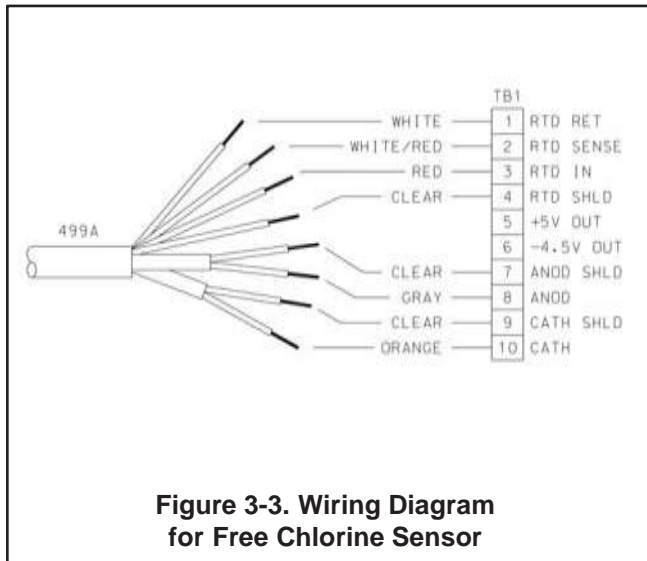 TB1
WHITE 1 RTD RET
WHITE/RED 2 RTD SENSE
RED 3 RTD IN
CLEAR 4 RTD SHLD
499A
5 +5V OUT
6 -4.5V OUT
CLEAR 7 ANOD SHLD
GRAY 8 ANOD
CLEAR 9 CATH SHLD
ORANGE 10 CATH
Figure 3-3. Wiring Diagram
for Free Chlorine Sensor